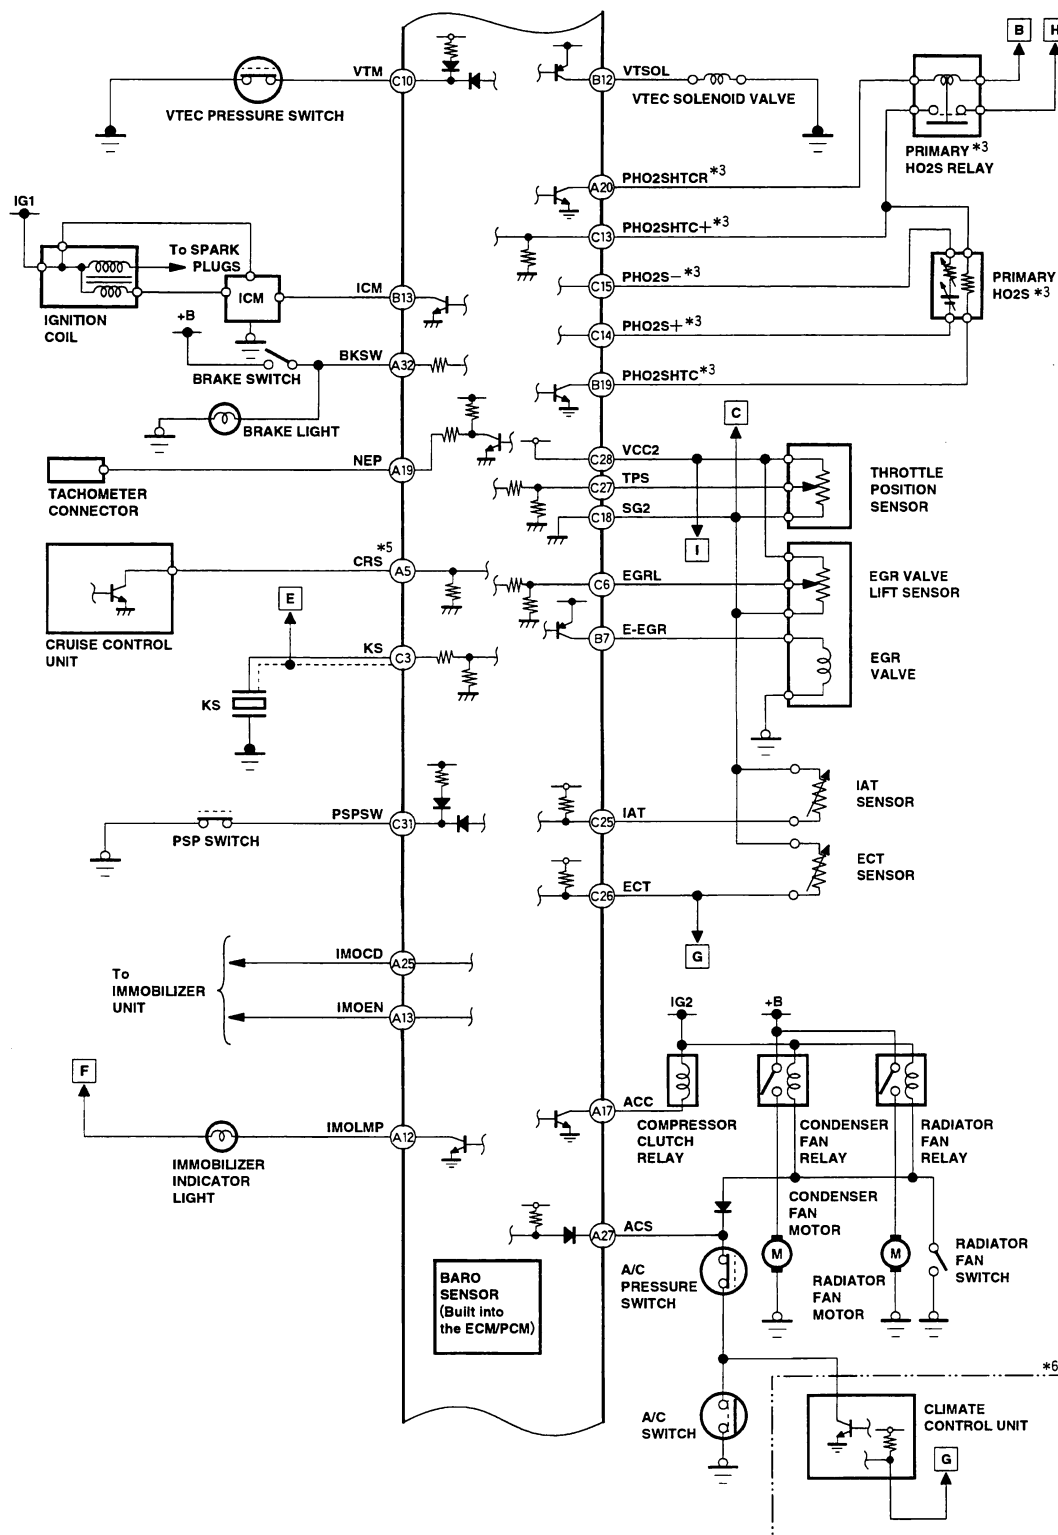 VTM
C10
VTEC PRESSURE SWITCH
B12
VTSOL
VTEC SOLENOID VALVE
B
H
PRIMARY *3
HO2S RELAY
A20
PHO2SHTCR*3
C13
PHO2SHTC+*3
C15
PHO2S−*3
C14
PHO2S+*3
B19
PHO2SHTC*3
PRIMARY
HO2S *3
IG1
To SPARK
PLUGS
ICM
ICM
B13
IGNITION
COIL
+B
BKSW
A32
BRAKE SWITCH
BRAKE LIGHT
NEP
A19
TACHOMETER
CONNECTOR
C
C28
VCC2
C27
TPS
C18
SG2
THROTTLE
POSITION
SENSOR
I
*5
CRS
A5
CRUISE CONTROL
UNIT
E
C6
EGRL
EGR VALVE
LIFT SENSOR
B7
E-EGR
EGR
VALVE
KS
C3
KS
PSPSW
C31
PSP SWITCH
C25
IAT
IAT
SENSOR
C26
ECT
ECT
SENSOR
G
To
IMMOBILIZER
UNIT
IMOCD
A25
IMOEN
A13
F
IMOLMP
A12
IMMOBILIZER
INDICATOR
LIGHT
IG2
+B
A17
ACC
COMPRESSOR
CLUTCH
RELAY
CONDENSER
FAN
RELAY
RADIATOR
FAN
RELAY
CONDENSER
FAN
MOTOR
M
A27
ACS
A/C
PRESSURE
SWITCH
RADIATOR
FAN
MOTOR
M
RADIATOR
FAN
SWITCH
BARO
SENSOR
(Built into
the ECM/PCM)
*6
A/C
SWITCH
CLIMATE
CONTROL UNIT
G